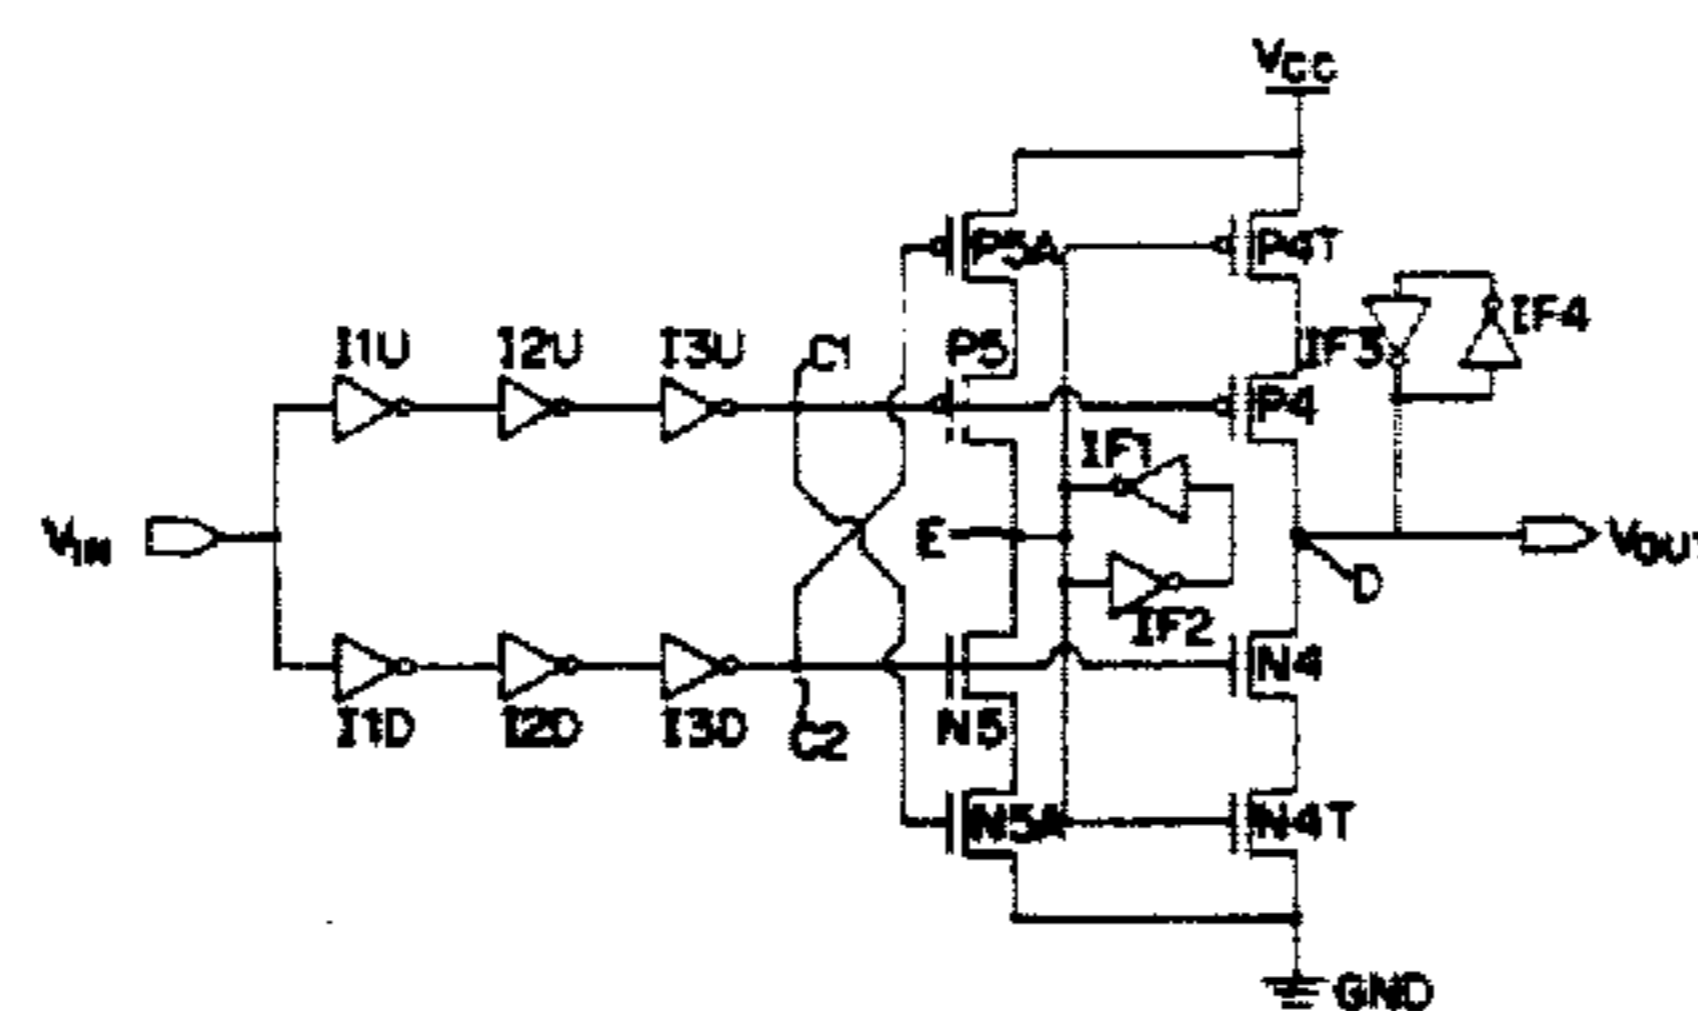 VCC
P5A
P4T
IF4
I1U
I2U
I3U
C1
P5
IF3
P4
IF1
VIN
E
VOUT
D
IF2
N4
I1D
I2D
I3D
C2
N5
N5A
N4T
GND